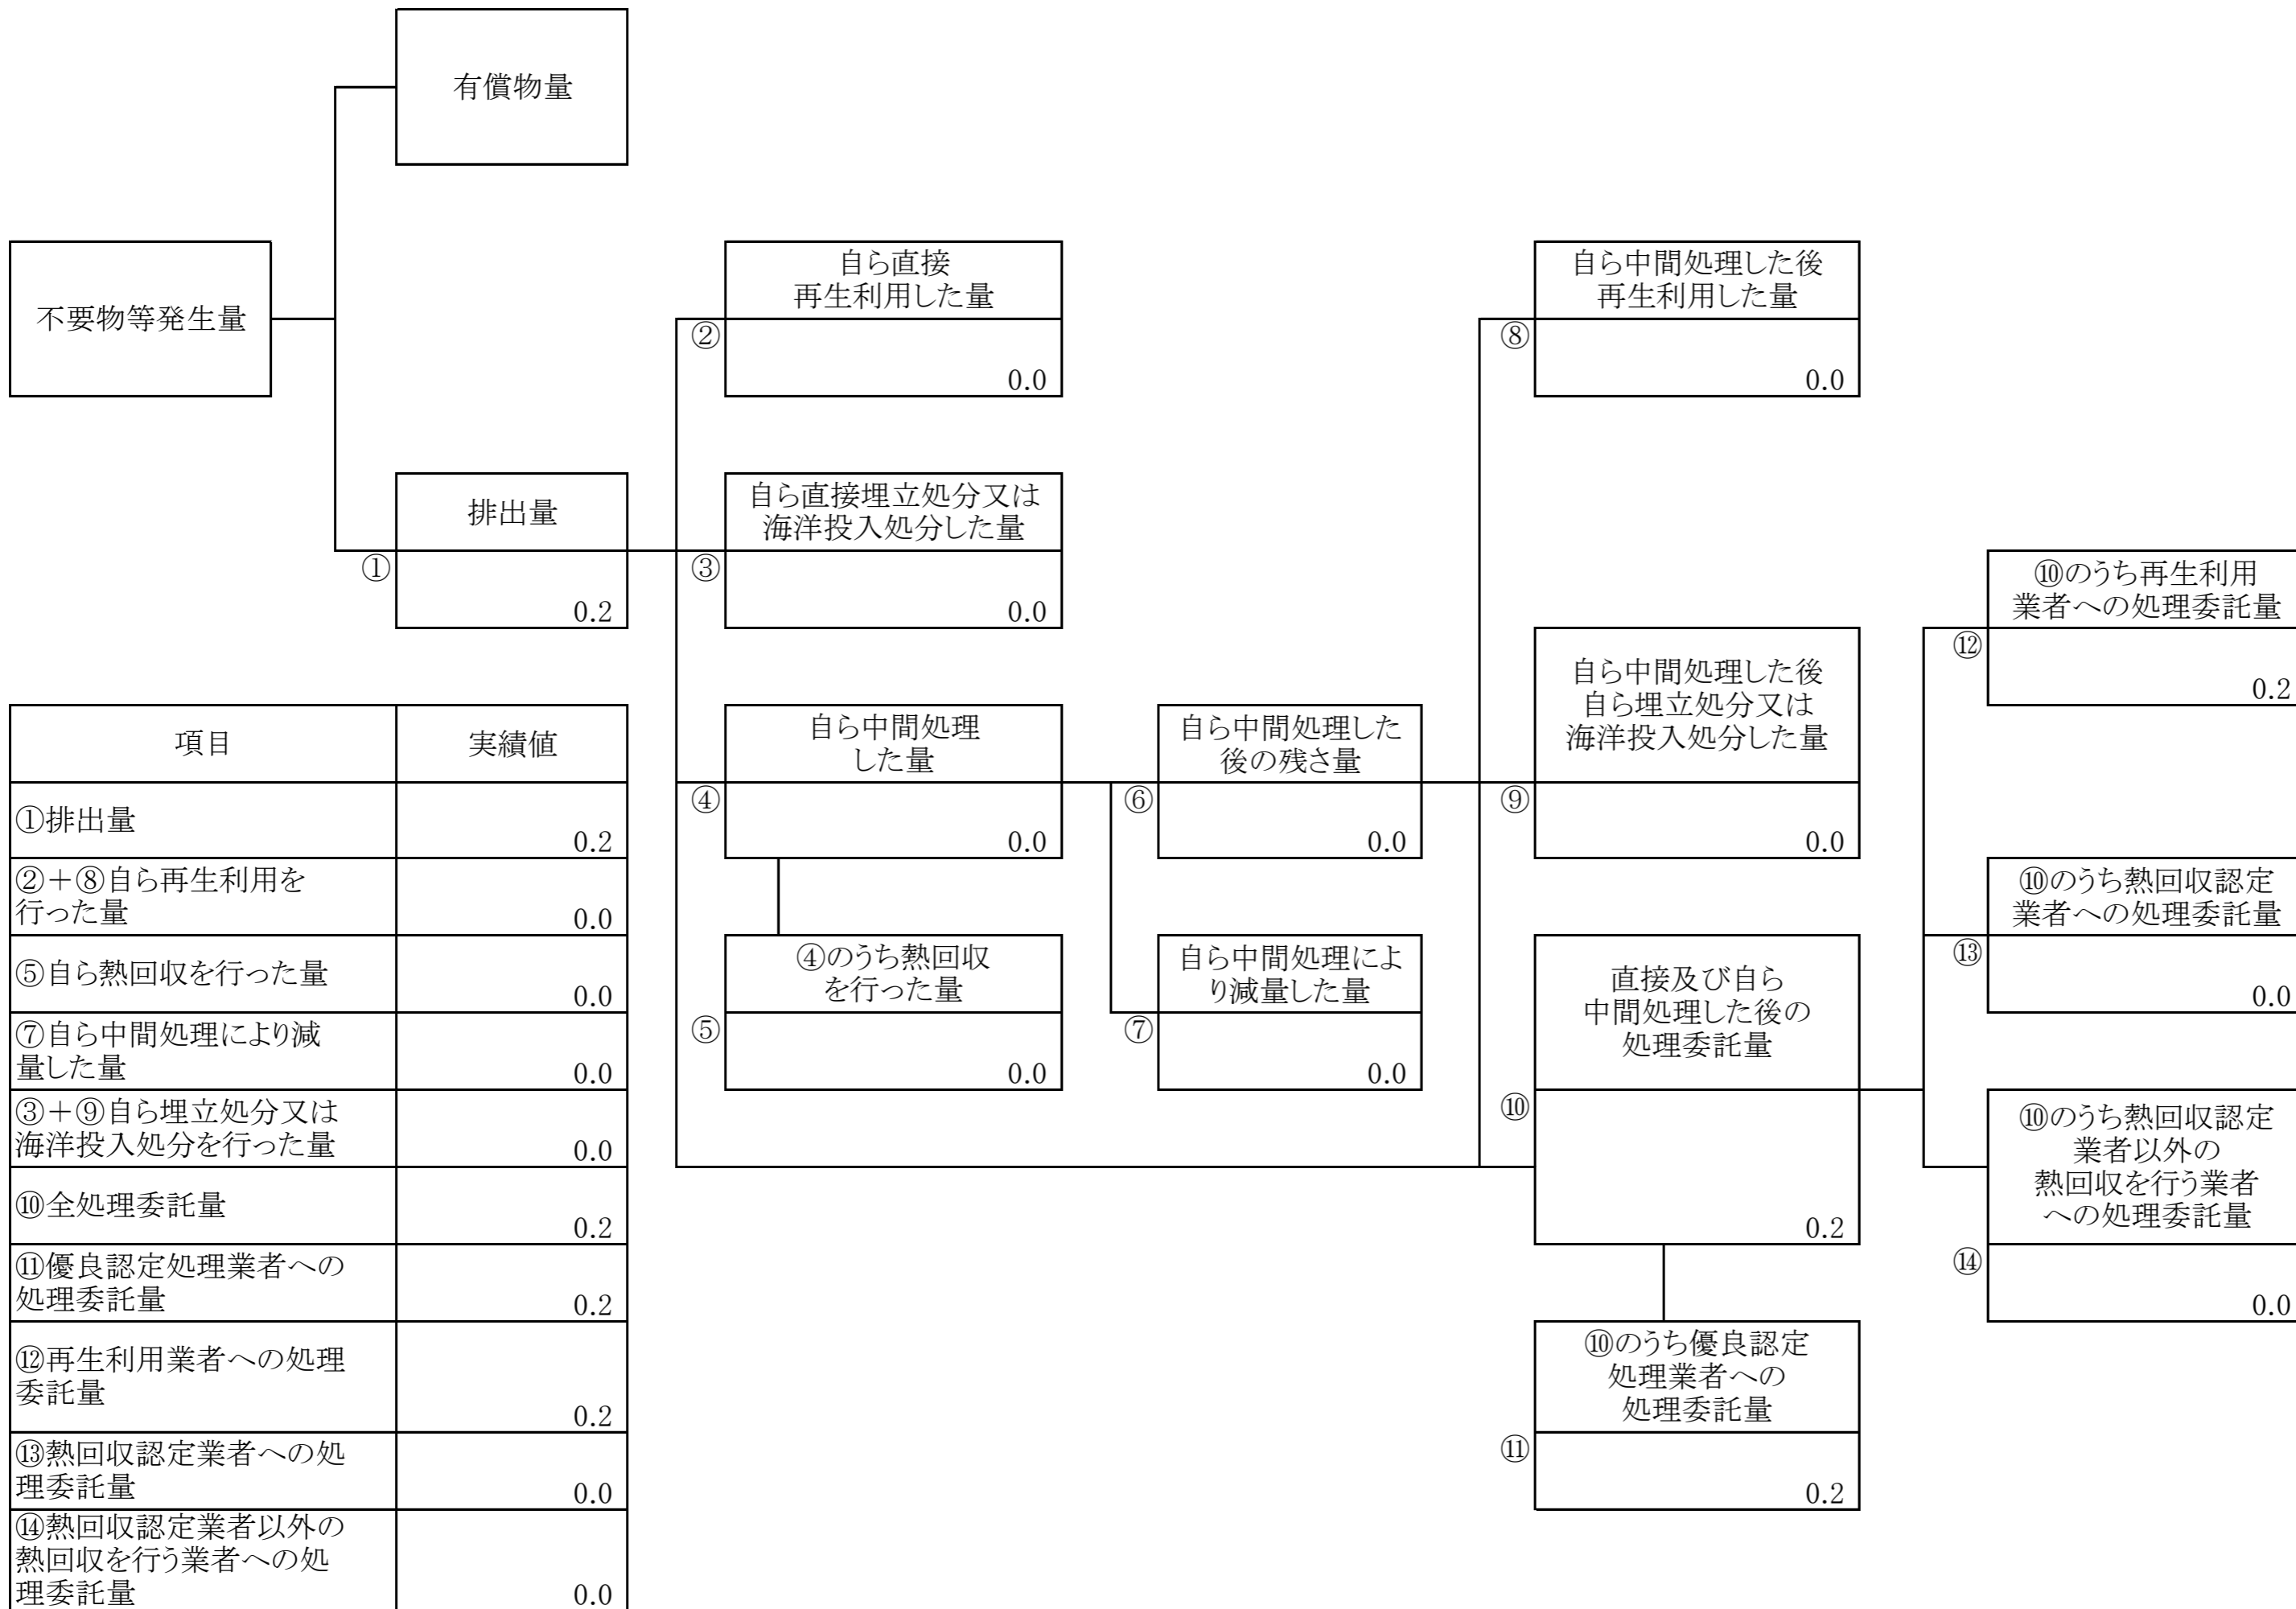 有償物量
不要物等発生量
自ら直接
再生利用した量
②
0.0
自ら中間処理した後
再生利用した量
⑧
0.0
排出量
①
0.2
自ら直接埋立処分又は
海洋投入処分した量
③
0.0
⑩のうち再生利用
業者への処理委託量
⑫
0.2
自ら中間処理
した量
④
0.0
自ら中間処理した
後の残さ量
⑥
0.0
自ら中間処理した後
自ら埋立処分又は
海洋投入処分した量
⑨
0.0
⑩のうち熱回収認定
業者への処理委託量
⑬
0.0
④のうち熱回収
を行った量
⑤
0.0
自ら中間処理によ
り減量した量
⑦
0.0
直接及び自ら
中間処理した後の
処理委託量
⑩
0.2
⑩のうち熱回収認定
業者以外の
熱回収を行う業者
への処理委託量
⑭
0.0
⑩のうち優良認定
処理業者への
処理委託量
⑪
0.2
項目
実績値
①排出量
0.2
②＋⑧自ら再生利用を
行った量
0.0
⑤自ら熱回収を行った量
0.0
⑦自ら中間処理により減
量した量
0.0
③＋⑨自ら埋立処分又は
海洋投入処分を行った量
0.0
⑩全処理委託量
0.2
⑪優良認定処理業者への
処理委託量
0.2
⑫再生利用業者への処理
委託量
0.2
⑬熱回収認定業者への処
理委託量
0.0
⑭熱回収認定業者以外の
熱回収を行う業者への処
理委託量
0.0